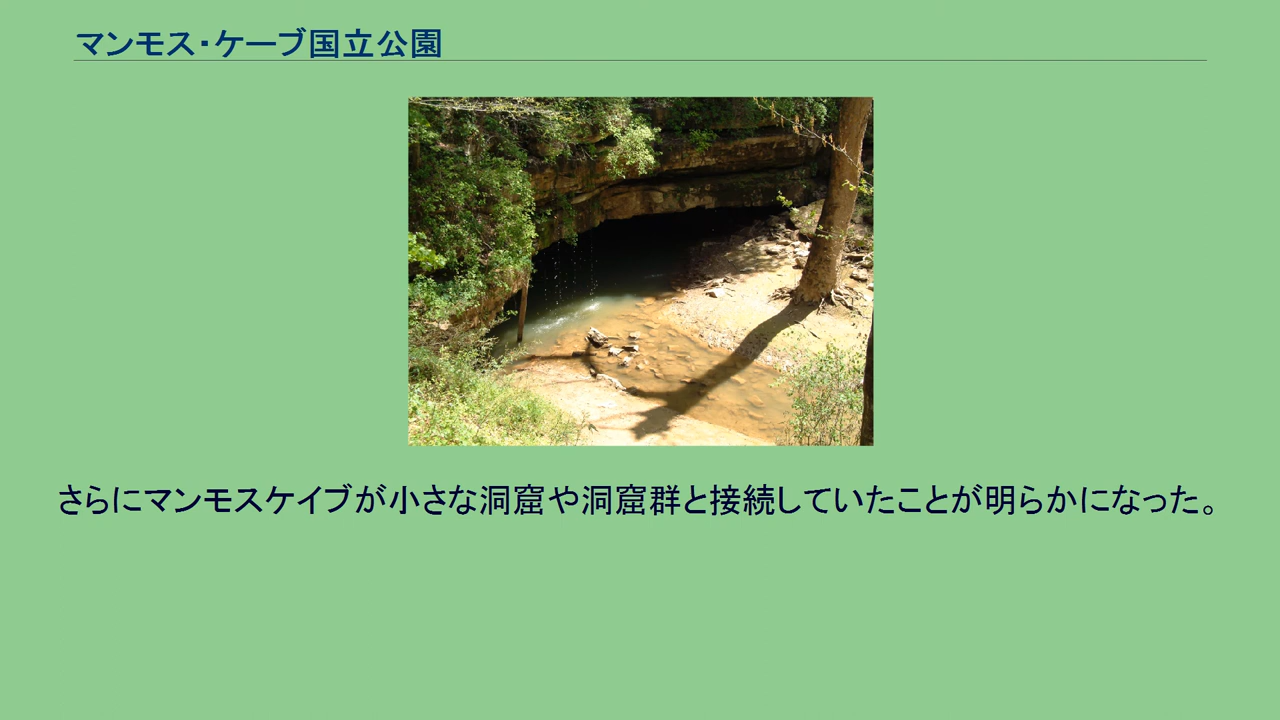 マンモス・ケーブ国立公園
さらにマンモスケイブが小さな洞窟や洞窟群と接続していたことが明らかになった。